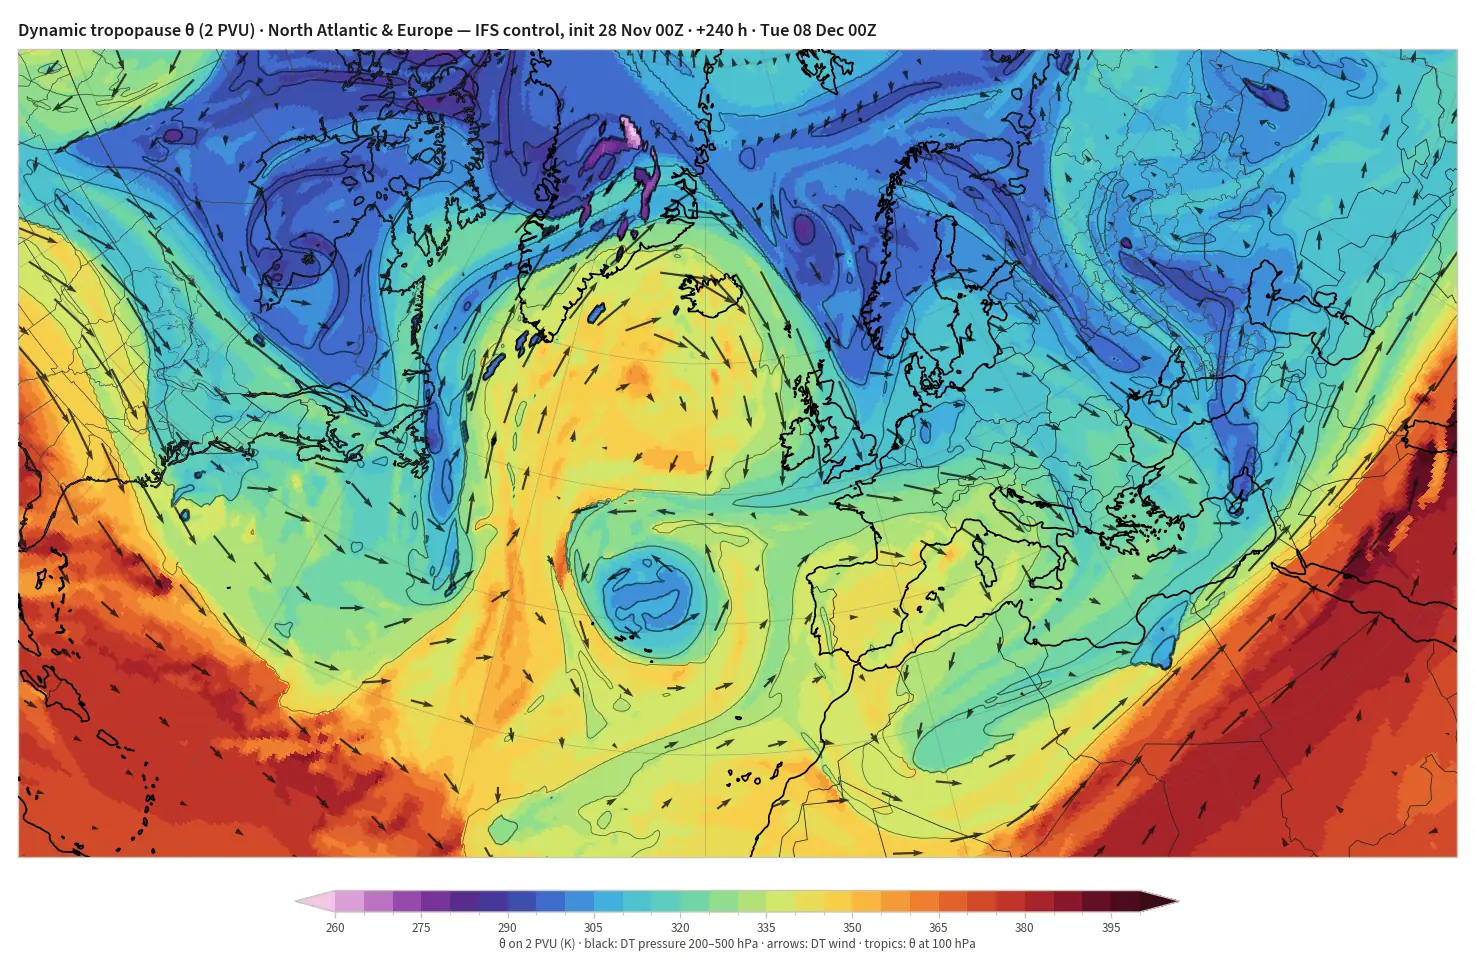 Dynamic tropopause θ (2 PVU) · North Atlantic & Europe — IFS control, init 28 Nov 00Z · +240 h · Tue 08 Dec 00Z
260 275 290 305 320 335 350 365 380 395
θ on 2 PVU (K) · black: DT pressure 200–500 hPa · arrows: DT wind · tropics: θ at 100 hPa